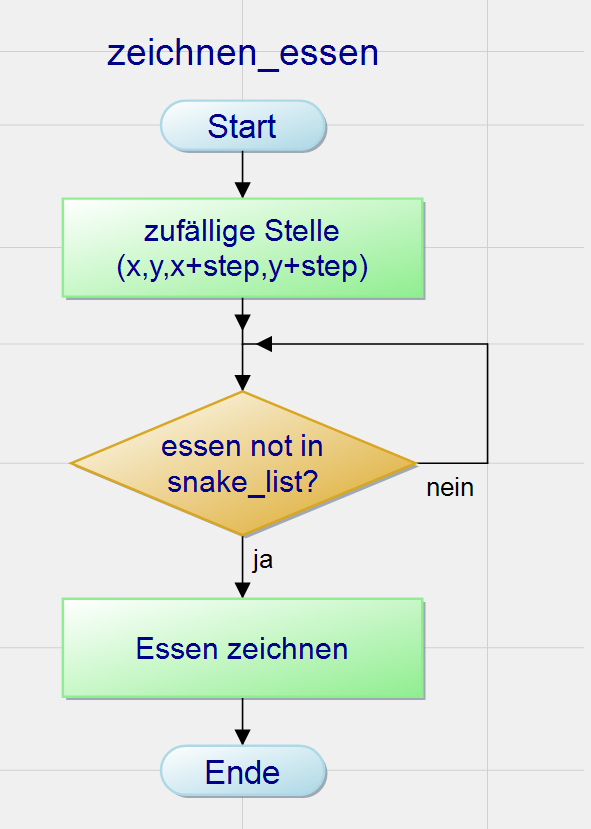 zeichnen_essen
Start
zufällige Stelle
(x,y,x+step,y+step)
essen not in
snake_list?
nein
ja
Essen zeichnen
Ende